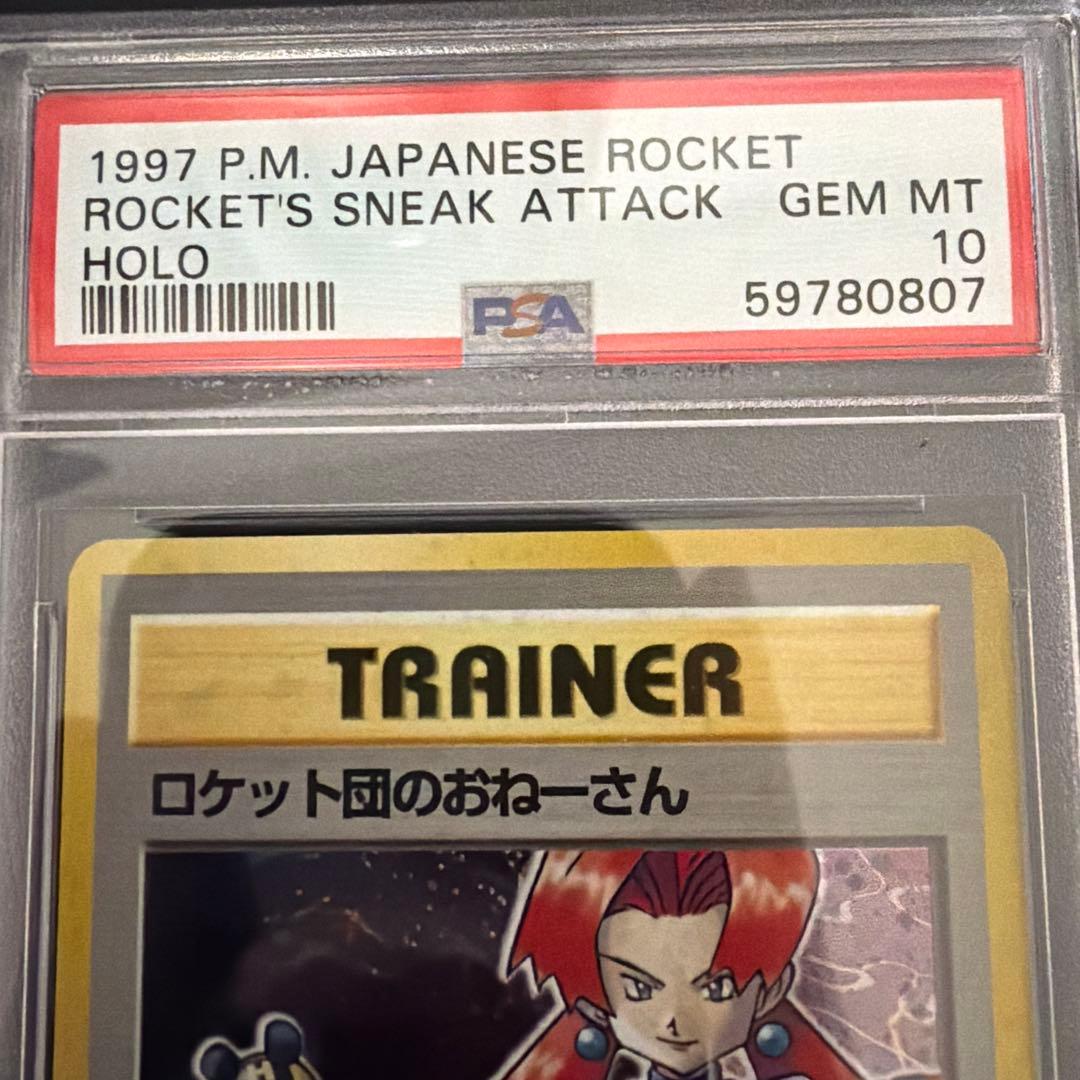 1997 P.M. JAPANESE ROCKET
ROCKET'S SNEAK ATTACK GEM MT
HOLO 10
PSA 59780807
TRAINER
ロケット団のおねーさん